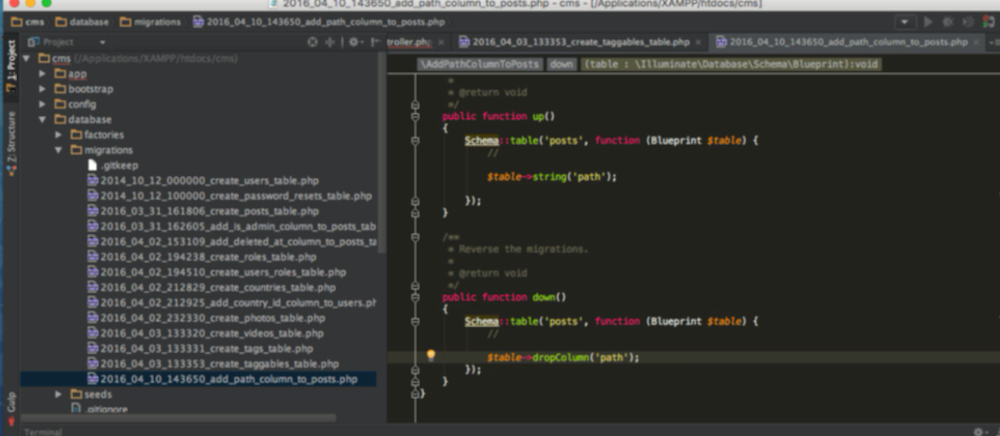 2016_04_10_143650_add_path_column_to_posts.php - cms - [/Applications/XAMPP/htdocs/cms]
cms database migrations 2016_04_10_143650_add_path_column_to_posts.php
1: Project
Z: Structure
Gulp
Project
cms (/Applications/XAMPP/htdocs/cms)
app
bootstrap
config
database
factories
migrations
.gitkeep
2014_10_12_000000_create_users_table.php
2014_10_12_100000_create_password_resets_table.php
2016_03_31_161806_create_posts_table.php
2016_03_31_162605_add_is_admin_column_to_posts_tab
2016_04_02_153109_add_deleted_at_column_to_posts_ta
2016_04_02_194238_create_roles_table.php
2016_04_02_194510_create_users_roles_table.php
2016_04_02_212829_create_countries_table.php
2016_04_02_212925_add_country_id_column_to_users.ph
2016_04_02_232330_create_photos_table.php
2016_04_03_133320_create_videos_table.php
2016_04_03_133331_create_tags_table.php
2016_04_03_133353_create_taggables_table.php
2016_04_10_143650_add_path_column_to_posts.php
seeds
.gitignore
Terminal
troller.php 2016_04_03_133353_create_taggables_table.php 2016_04_10_143650_add_path_column_to_posts.php
\AddPathColumnToPosts down (table : \Illuminate\Database\Schema\Blueprint):void
*
* @return void
*/
public function up()
{
Schema::table('posts', function (Blueprint $table) {
//
$table->string('path');
});
}
/**
* Reverse the migrations.
*
* @return void
*/
public function down()
{
Schema::table('posts', function (Blueprint $table) {
//
$table->dropColumn('path');
});
}
}